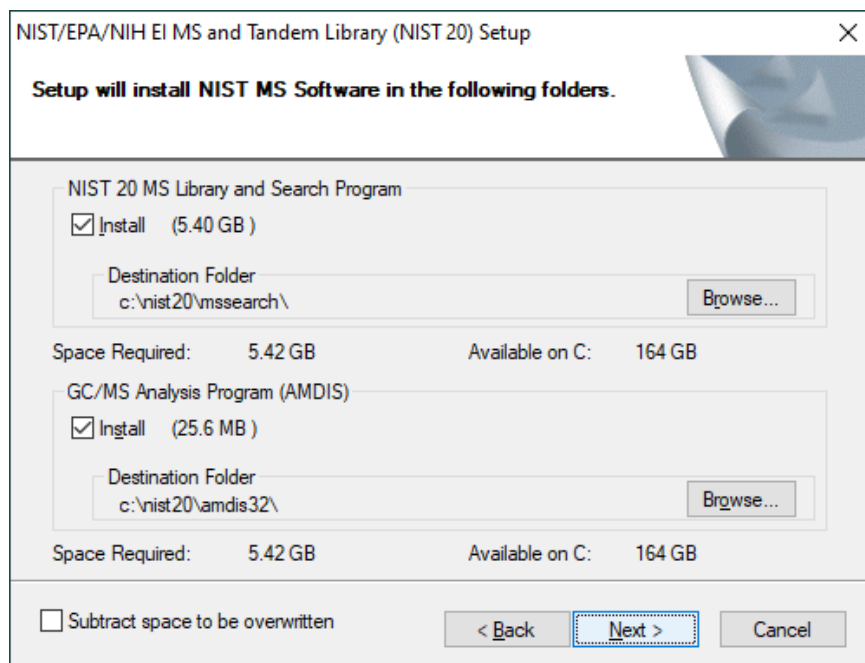 NIST/EPA/NIH EI MS and Tandem Library (NIST 20) Setup
Setup will install NIST MS Software in the following folders.
NIST 20 MS Library and Search Program
Install (5.40 GB )
Destination Folder
c:\nist20\mssearch\
Browse...
Space Required: 5.42 GB Available on C: 164 GB
GC/MS Analysis Program (AMDIS)
Install (25.6 MB )
Destination Folder
c:\nist20\amdis32\
Browse...
Space Required: 5.42 GB Available on C: 164 GB
Subtract space to be overwritten
< Back Next > Cancel